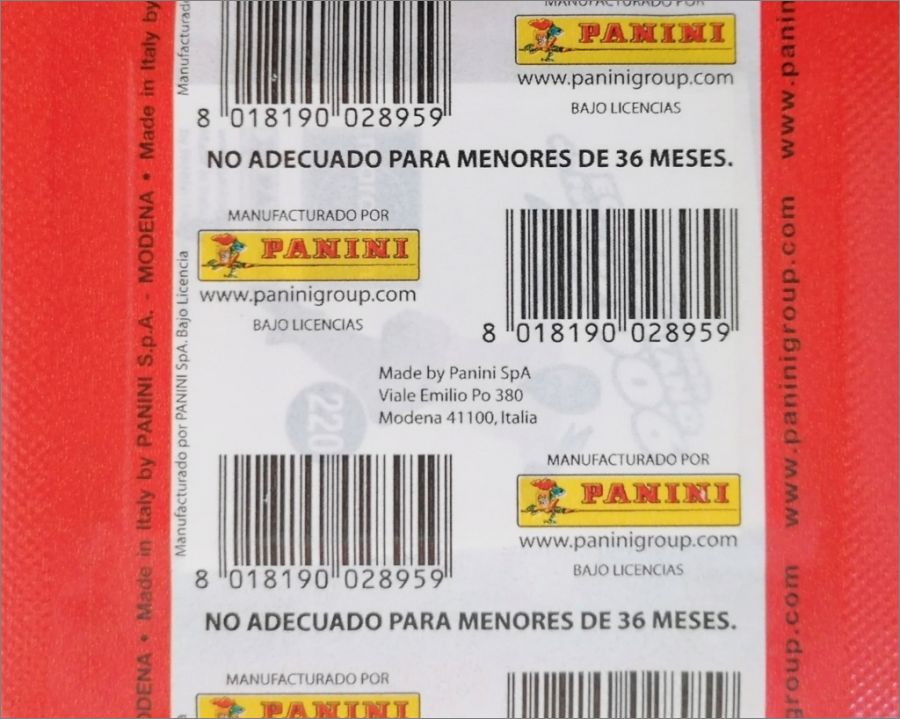 MANUFACTURADO POR
PANINI
www.paninigroup.com
BAJO LICENCIAS
8 018190 028959
NO ADECUADO PARA MENORES DE 36 MESES.
MANUFACTURADO POR
PANINI
www.paninigroup.com
BAJO LICENCIAS
8 018190 028959
Made by Panini SpA
Viale Emilio Po 380
Modena 41100, Italia
220
MANUFACTURADO POR
PANINI
www.paninigroup.com
BAJO LICENCIAS
8 018190 028959
NO ADECUADO PARA MENORES DE 36 MESES.
MANUFACTURADO POR
PANINI
Manufacturado
Manufacturado por PANINI SpA. Bajo Licencia
MODENA • Made in Italy by PANINI S.p.A. - MODENA • Made in Italy by
www.paninigroup.com www.paninigroup.com www.panin